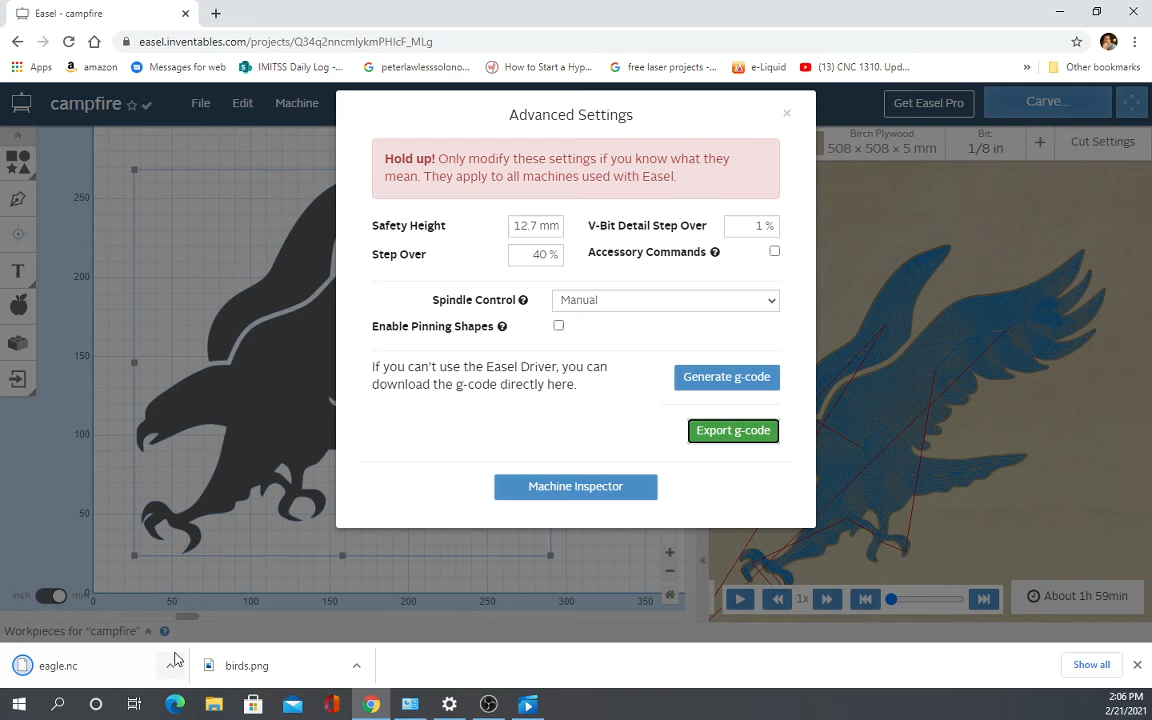 Easel - campfire
easel.inventables.com/projects/Q34q2nncmlykmPHIcF_MLg
Apps amazon Messages for web IMITSS Daily Log -... peterlawlesssolono... How to Start a Hyp... free laser projects -... e-Liquid (13) CNC 1310. Upd... » Other bookmarks
campfire File Edit Machine Get Easel Pro Carve...
Advanced Settings ×
Birch Plywood
508 × 508 × 5 mm
Bit:
1/8 in
+
Cut Settings
Hold up! Only modify these settings if you know what they
mean. They apply to all machines used with Easel.
Safety Height 12.7 mm V-Bit Detail Step Over 1 %
Step Over 40 % Accessory Commands ?
Spindle Control ? Manual
Enable Pinning Shapes ?
If you can't use the Easel Driver, you can
download the g-code directly here.
Generate g-code
Export g-code
Machine Inspector
T
250
200
150
100
50
0
0 50 100 150 200 250 300 350
inch mm
1x
About 1h 59min
Workpieces for "campfire" ?
eagle.nc birds.png Show all
2:06 PM
2/21/2021